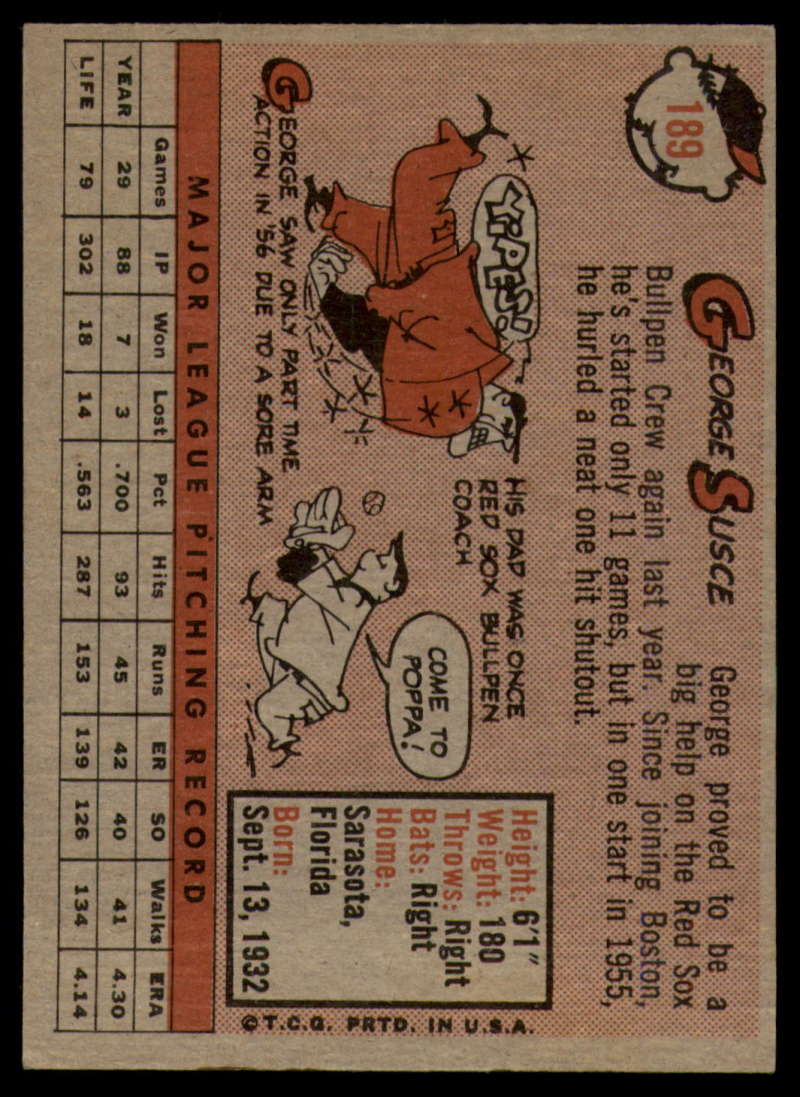 189
GEORGE SUSCE
George proved to be a
big help on the Red Sox
Bullpen Crew again last year. Since joining Boston,
he's started only 11 games, but in one start in 1955,
he hurled a neat one hit shutout.
YIPES!
GEORGE SAW ONLY PART TIME
ACTION IN '56 DUE TO A SORE ARM
HIS DAD WAS ONCE
RED SOX BULLPEN
COACH
COME TO
POPPA!
Height: 6'1"
Weight: 180
Throws: Right
Bats: Right
Home:
Sarasota,
Florida
Born:
Sept. 13, 1932
©T.C.G. PRTD. IN U.S.A.
MAJOR LEAGUE PITCHING RECORD
Games IP Won Lost Pct Hits Runs ER SO Walks ERA
YEAR 29 88 7 3 .700 93 45 42 40 41 4.30
LIFE 79 302 18 14 .563 287 153 139 126 134 4.14